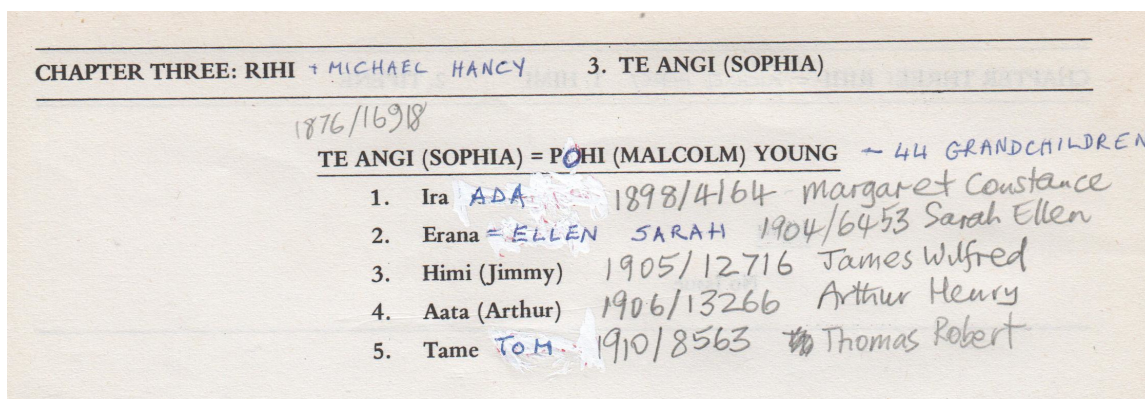 CHAPTER THREE: RIHI + MICHAEL HANCY 3. TE ANGI (SOPHIA)
1876/16918
TE ANGI (SOPHIA) = POHI (MALCOLM) YOUNG - 44 GRANDCHILDREN
1. Ira ADA 1898/4164 Margaret Constance
2. Erana = ELLEN SARAH 1904/6453 Sarah Ellen
3. Himi (Jimmy) 1905/12716 James Wilfred
4. Aata (Arthur) 1906/13266 Arthur Henry
5. Tame TOM 1910/8563 Thomas Robert